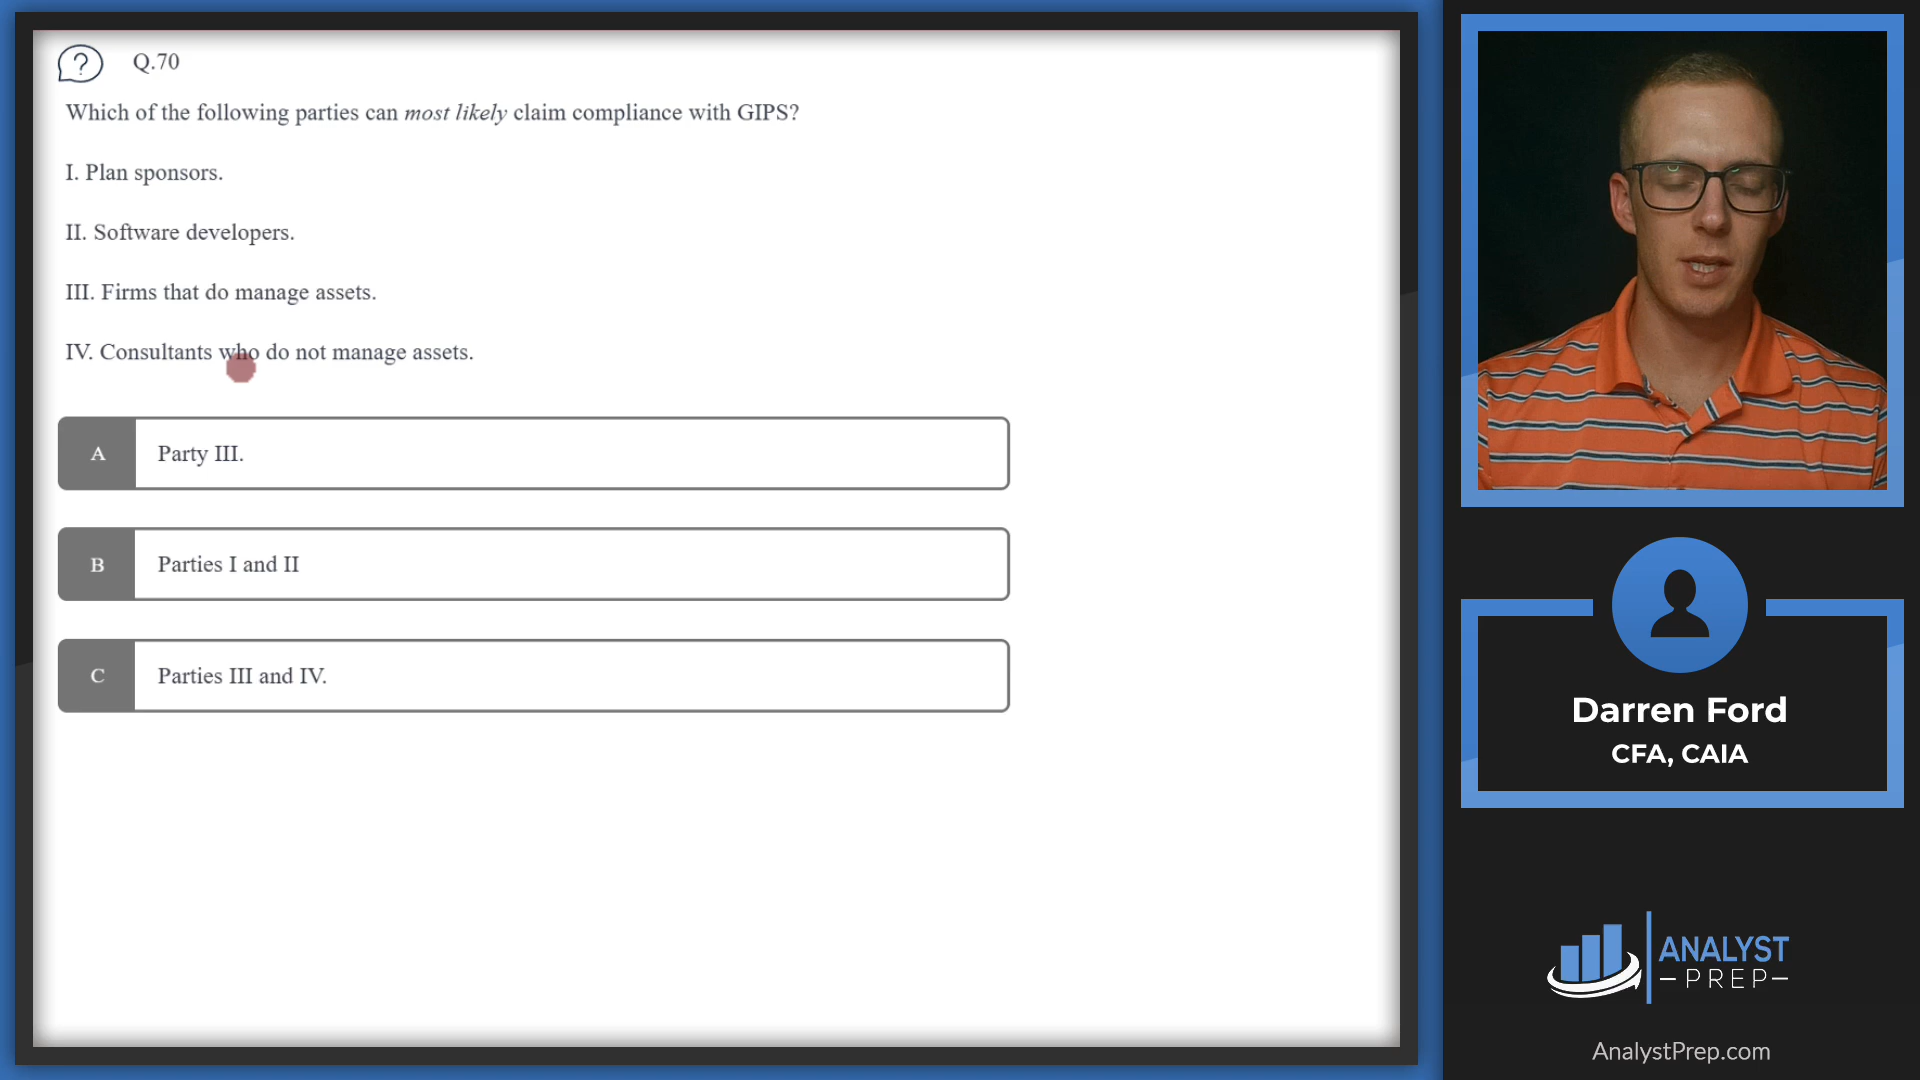 ?
Q.70
Which of the following parties can most likely claim compliance with GIPS?
I. Plan sponsors.
II. Software developers.
III. Firms that do manage assets.
IV. Consultants who do not manage assets.
A
Party III.
B
Parties I and II
C
Parties III and IV.
Darren Ford
CFA, CAIA
ANALYST
PREP
AnalystPrep.com